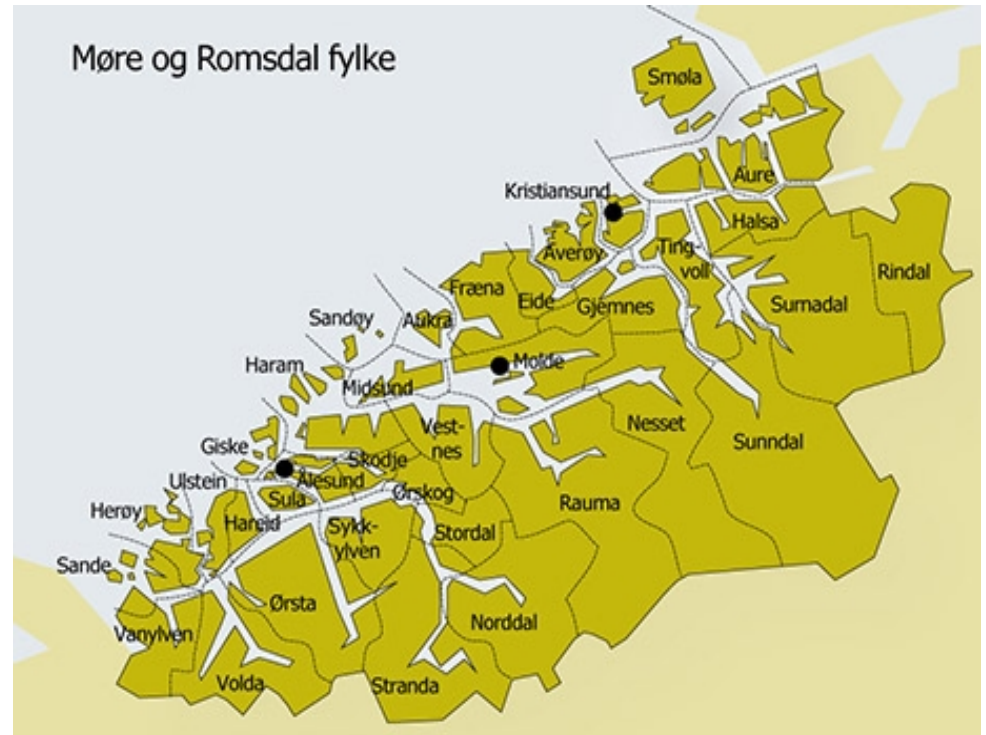 Møre og Romsdal fylke
Smøla
Aure
Kristiansund
Halsa
Averøy
Ting-
voll
Rindal
Fræna
Eide
Gjemnes
Surnadal
Sandøy
Aukra
Haram
Midsund
Molde
Vest-
nes
Nesset
Sunndal
Giske
Skodje
Ulstein
Ålesund
Ørskog
Sula
Rauma
Herøy
Hareid
Sykk-
ylven
Stordal
Sande
Ørsta
Norddal
Vanylven
Volda
Stranda